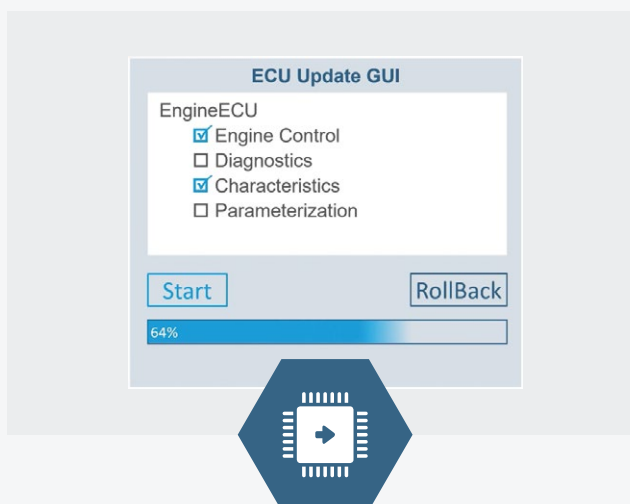 ECU Update GUI
EngineECU
Engine Control
Diagnostics
Characteristics
Parameterization
Start
RollBack
64%